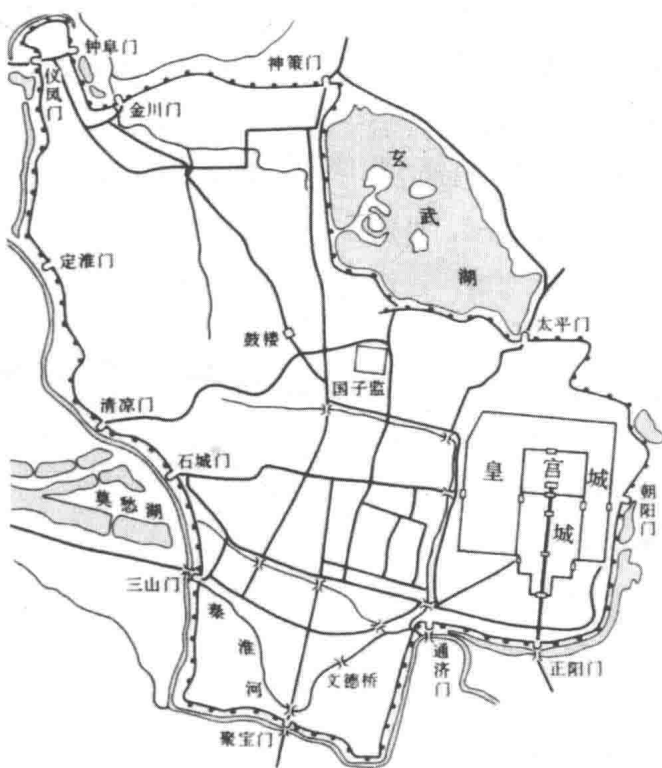 钟阜门
仪凤门
金川门
神策门
玄武湖
定淮门
太平门
鼓楼
国子监
清凉门
石城门
皇城
宫城
朝阳门
莫愁湖
三山门
秦淮河
文德桥
通济门
正阳门
聚宝门